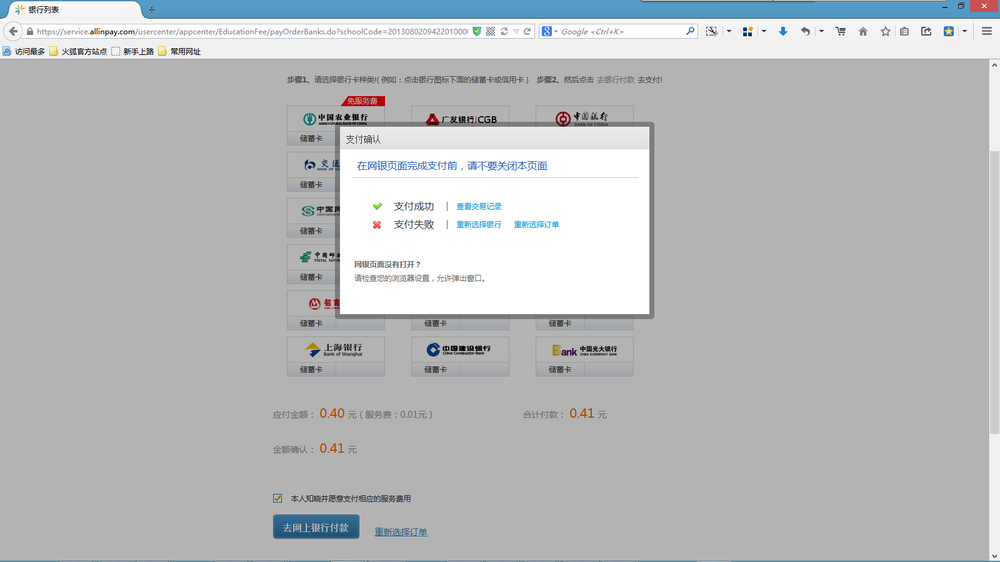 银行列表
https://service.allinpay.com/usercenter/appcenter/EducationFee/payOrderBanks.do?schoolCode=201308020942201000
Google <Ctrl+K>
访问最多 火狐官方站点 新手上路 常用网址
步骤1、请选择银行卡种类!( 例如：点击银行图标下面的储蓄卡或信用卡 ) 步骤2、然后点击 去银行付款 去支付!
免服务费
中国农业银行 广发银行|CGB 中国银行
AGRICULTURAL BANK OF CHINA BANK OF CHINA
储蓄卡
支付确认
在网银页面完成支付前，请不要关闭本页面
交通
BANK OF
储蓄卡
支付成功 | 查看交易记录
中国民
支付失败 | 重新选择银行 重新选择订单
储蓄卡
中国邮政
POSTAL SAVIN
网银页面没有打开？
储蓄卡
请检查您的浏览器设置，允许弹出窗口。
招商
储蓄卡 储蓄卡 储蓄卡
上海银行 中国建设银行 Bank 中国光大银行
Bank of Shanghai China Construction Bank CHINA EVERBRIGHT BANK
储蓄卡 储蓄卡 储蓄卡
应付金额： 0.40 元 ( 服务费：0.01元 ) 合计付款： 0.41 元
金额确认： 0.41 元
本人知晓并愿意支付相应的服务费用
去网上银行付款 重新选择订单